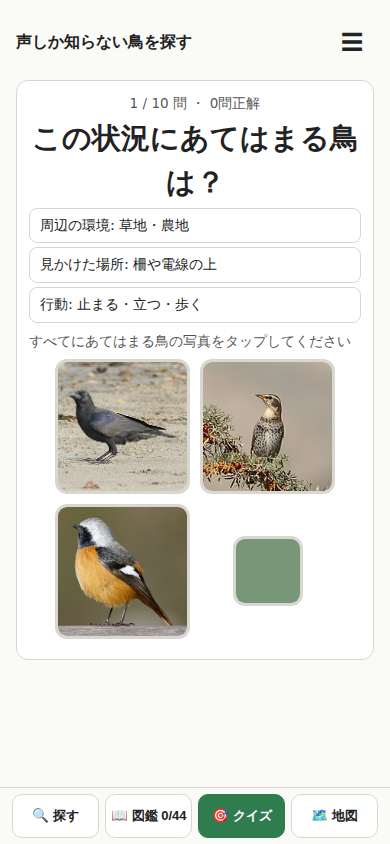 声しか知らない鳥を探す
☰
1 / 10 問 ・ 0問正解
この状況にあてはまる鳥
は？
周辺の環境: 草地・農地
見かけた場所: 柵や電線の上
行動: 止まる・立つ・歩く
すべてにあてはまる鳥の写真をタップしてください
🔍 探す
📖 図鑑 0/44
🎯 クイズ
🗺️ 地図